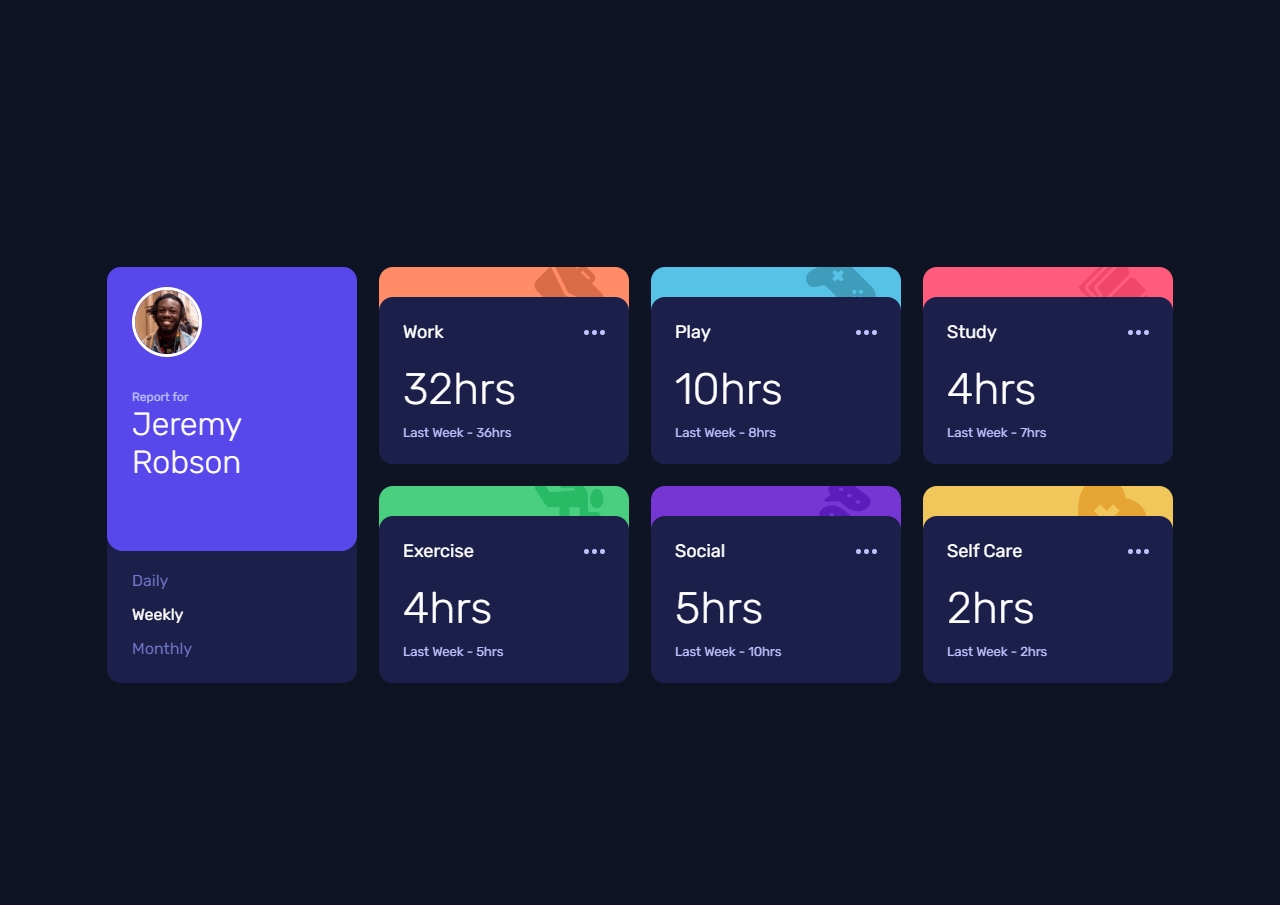 Report for
Jeremy
Robson
Daily
Weekly
Monthly
Work
32hrs
Last Week - 36hrs
Play
10hrs
Last Week - 8hrs
Study
4hrs
Last Week - 7hrs
Exercise
4hrs
Last Week - 5hrs
Social
5hrs
Last Week - 10hrs
Self Care
2hrs
Last Week - 2hrs